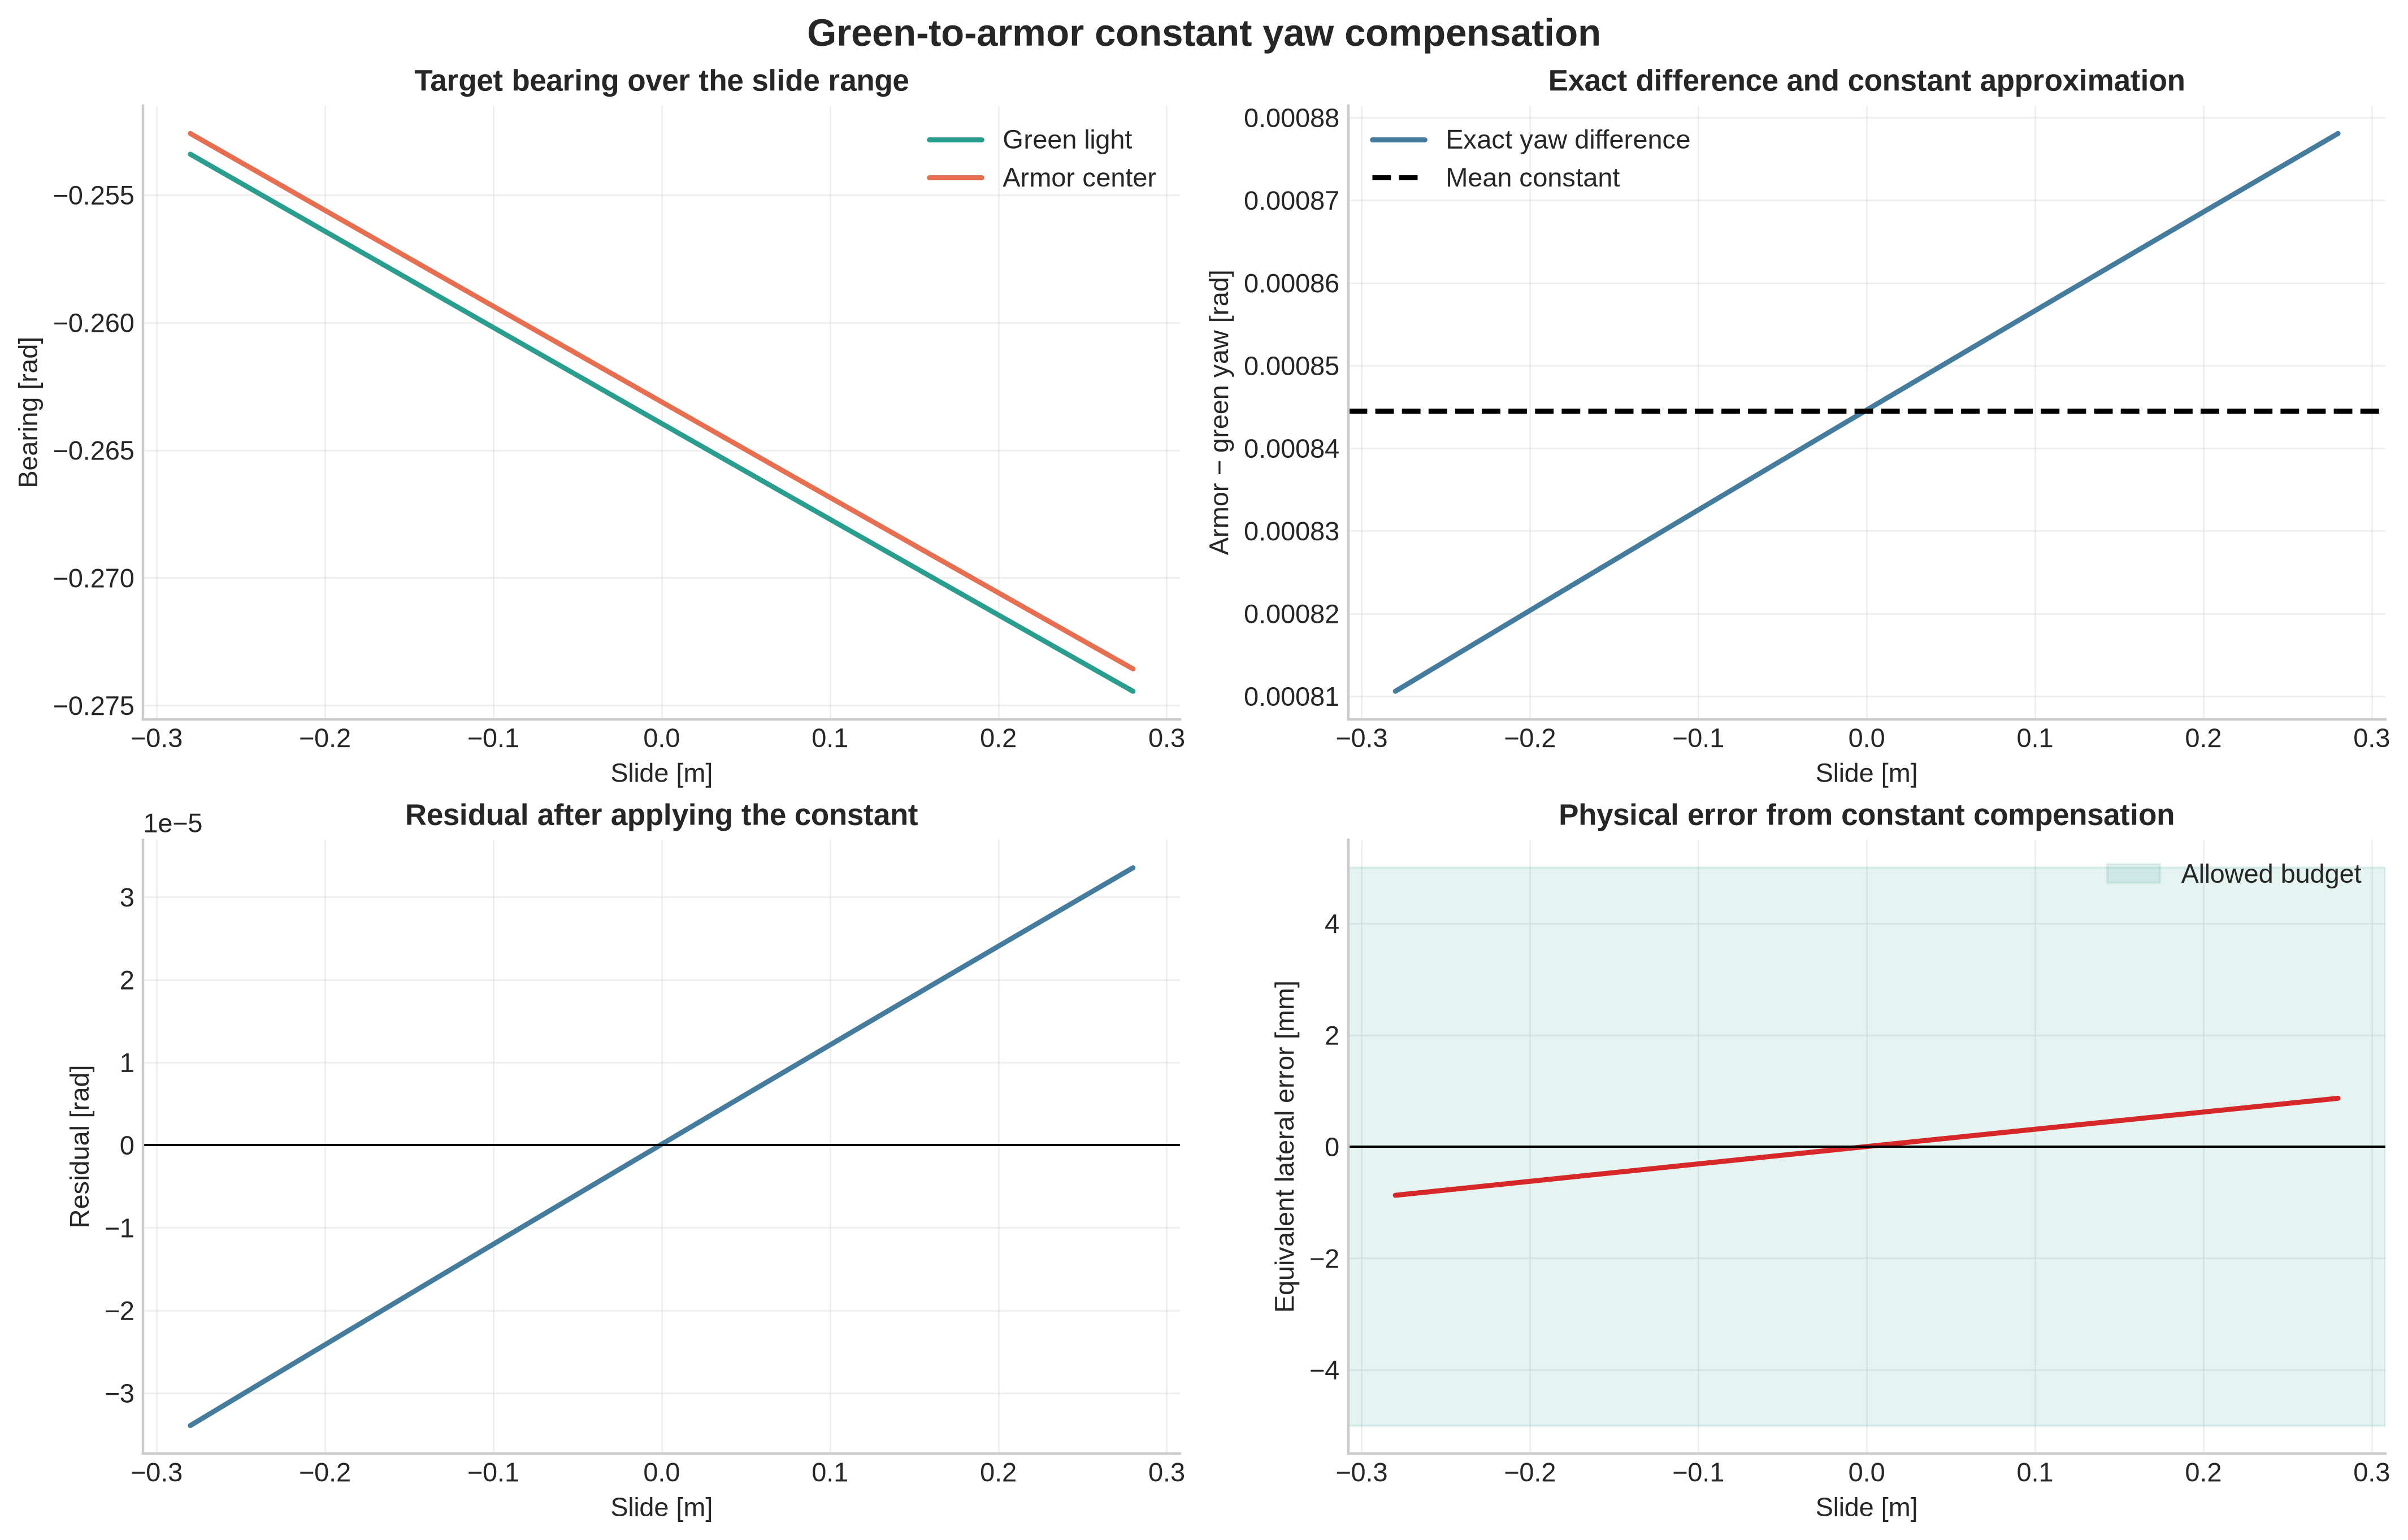 Green-to-armor constant yaw compensation
Target bearing over the slide range
Green light
Armor center
−0.255
−0.260
−0.265
−0.270
−0.275
Bearing [rad]
−0.3 −0.2 −0.1 0.0 0.1 0.2 0.3
Slide [m]
Exact difference and constant approximation
Exact yaw difference
Mean constant
0.00088
0.00087
0.00086
0.00085
0.00084
0.00083
0.00082
0.00081
Armor − green yaw [rad]
−0.3 −0.2 −0.1 0.0 0.1 0.2 0.3
Slide [m]
Residual after applying the constant
1e−5
3
2
1
0
−1
−2
−3
Residual [rad]
−0.3 −0.2 −0.1 0.0 0.1 0.2 0.3
Slide [m]
Physical error from constant compensation
Allowed budget
4
2
0
−2
−4
Equivalent lateral error [mm]
−0.3 −0.2 −0.1 0.0 0.1 0.2 0.3
Slide [m]